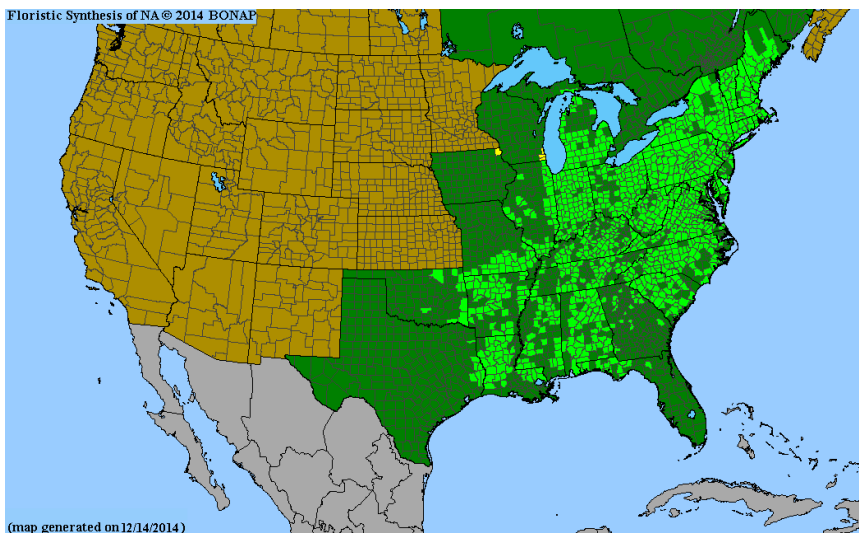 Floristic Synthesis of NA © 2014 BONAP
(map generated on 12/14/2014)